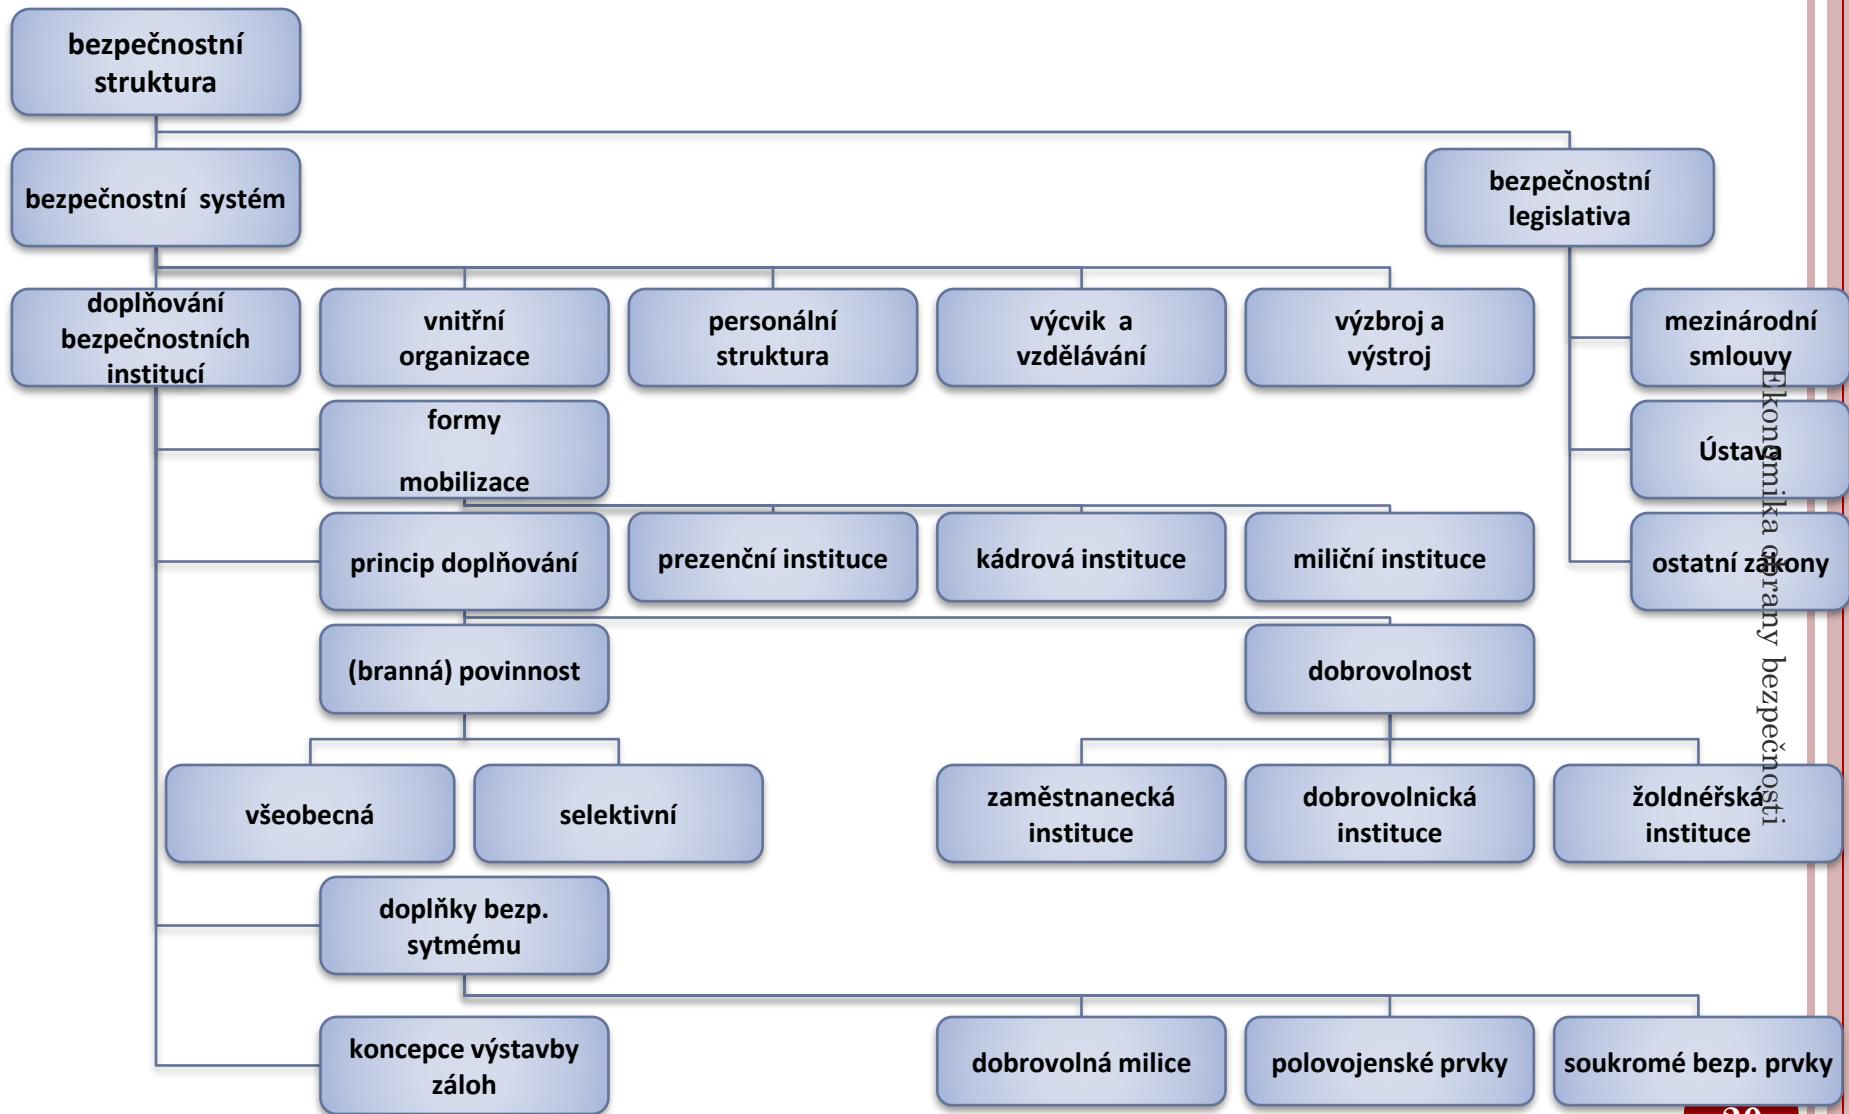 bezpečnostní
struktura
bezpečnostní systém
bezpečnostní
legislativa
doplňování
bezpečnostních
institucí
vnitřní
organizace
personální
struktura
výcvik a
vzdělávání
výzbroj a
výstroj
mezinárodní
smlouvy
formy
mobilizace
Ústava
princip doplňování
prezenční instituce
kádrová instituce
miliční instituce
ostatní zákony
(branná) povinnost
dobrovolnost
všeobecná
selektivní
zaměstnanecká
instituce
dobrovolnická
instituce
žoldnéřská
instituce
doplňky bezp.
sytmému
koncepce výstavby
záloh
dobrovolná milice
polovojenské prvky
soukromé bezp. prvky
Ekonomika obrany bezpečnosti